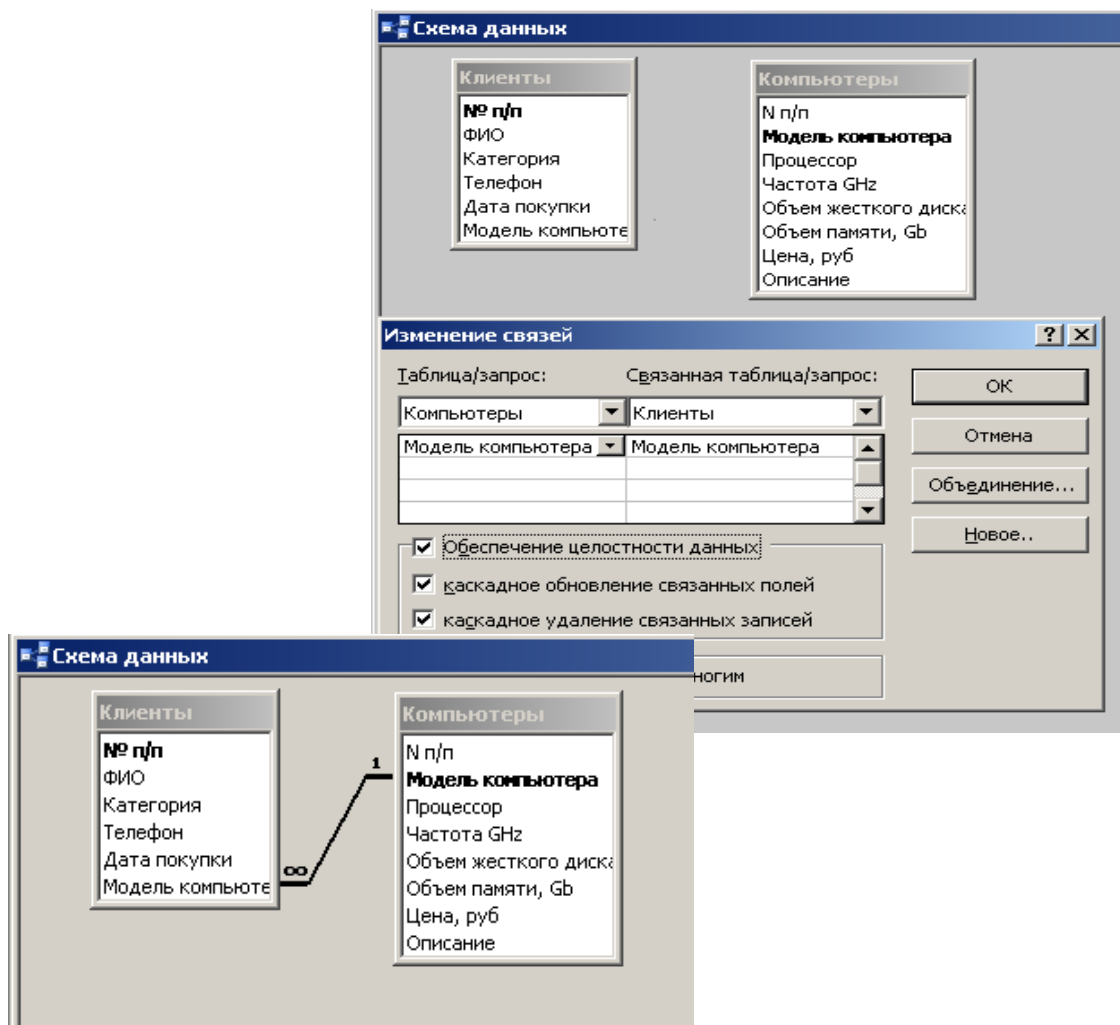 Схема данных
Клиенты
№ п/п
ФИО
Категория
Телефон
Дата покупки
Модель компьюте
Компьютеры
N п/п
Модель компьютера
Процессор
Частота GHz
Объем жесткого диска
Объем памяти, Gb
Цена, руб
Описание
Изменение связей
Таблица/запрос: Связанная таблица/запрос:
Компьютеры Клиенты
Модель компьютера Модель компьютера
ОК
Отмена
Объединение...
Новое..
Обеспечение целостности данных
каскадное обновление связанных полей
каскадное удаление связанных записей
ногим
Схема данных
Клиенты
№ п/п
ФИО
Категория
Телефон
Дата покупки
Модель компьюте
∞
1
Компьютеры
N п/п
Модель компьютера
Процессор
Частота GHz
Объем жесткого диска
Объем памяти, Gb
Цена, руб
Описание